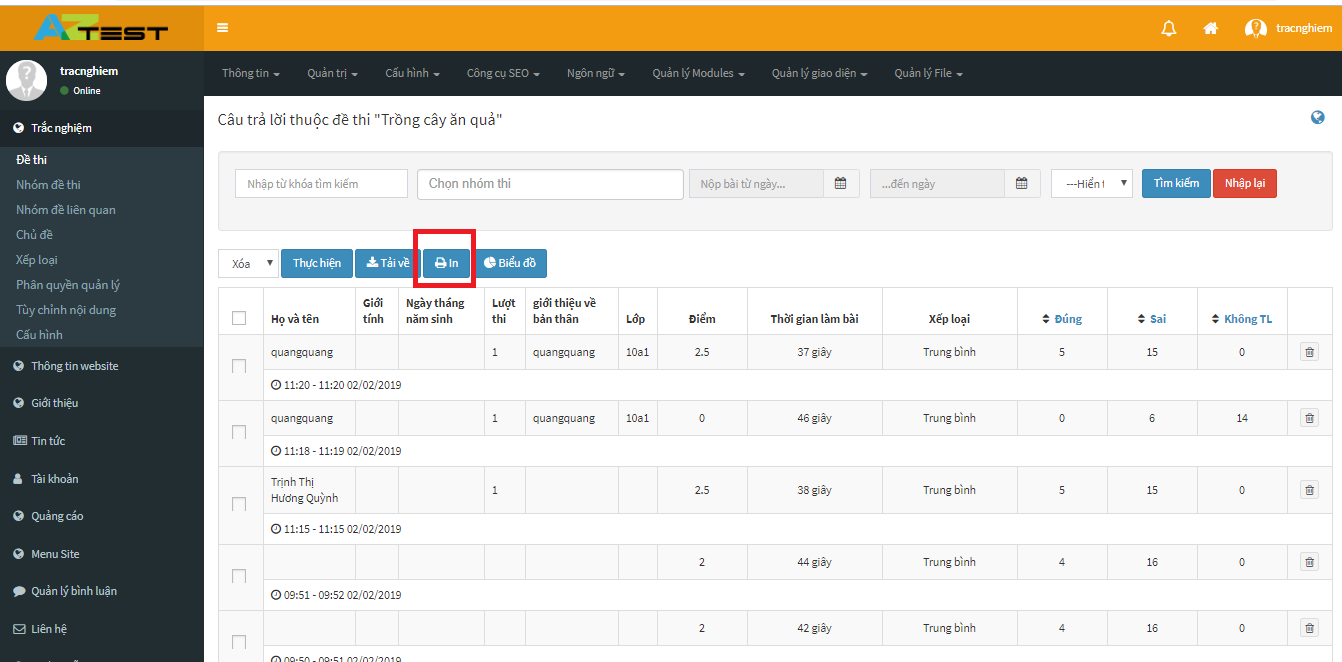 AZTEST
tracnghiem
tracnghiem
Online
Thông tin
Quản trị
Cấu hình
Công cụ SEO
Ngôn ngữ
Quản lý Modules
Quản lý giao diện
Quản lý File
Trắc nghiệm
Đề thi
Nhóm đề thi
Nhóm đề liên quan
Chủ đề
Xếp loại
Phân quyền quản lý
Tùy chỉnh nội dung
Cấu hình
Thông tin website
Giới thiệu
Tin tức
Tài khoản
Quảng cáo
Menu Site
Quản lý bình luận
Liên hệ
Câu trả lời thuộc đề thi "Trồng cây ăn quả"
Nhập từ khóa tìm kiếm
Chọn nhóm thi
Nộp bài từ ngày...
...đến ngày
---Hiển t
Tìm kiếm
Nhập lại
Xóa
Thực hiện
Tải về
In
Biểu đồ
Họ và tên
Giới tính
Ngày tháng năm sinh
Lượt thi
giới thiệu về bản thân
Lớp
Điểm
Thời gian làm bài
Xếp loại
Đúng
Sai
Không TL
quangquang 1 quangquang 10a1 2.5 37 giây Trung bình 5 15 0
11:20 - 11:20 02/02/2019
quangquang 1 quangquang 10a1 0 46 giây Trung bình 0 6 14
11:18 - 11:19 02/02/2019
Trịnh Thị
Hương Quỳnh 1 2.5 38 giây Trung bình 5 15 0
11:15 - 11:15 02/02/2019
2 44 giây Trung bình 4 16 0
09:51 - 09:52 02/02/2019
2 42 giây Trung bình 4 16 0
09:50 - 09:51 02/02/2019